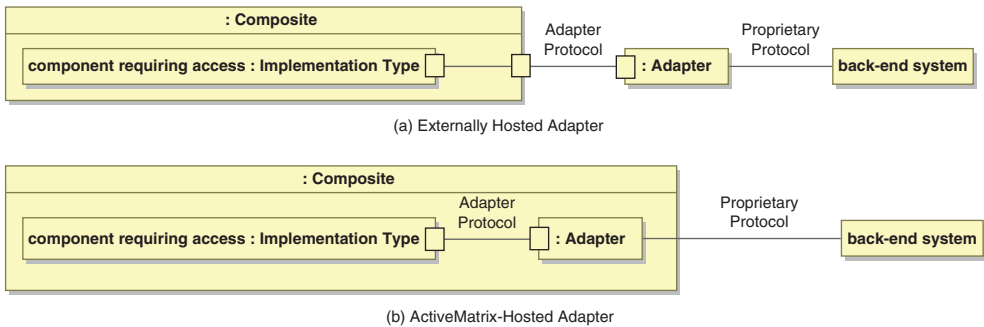 : Composite
component requiring access : Implementation Type
Adapter
Protocol
: Adapter
Proprietary
Protocol
back-end system
(a) Externally Hosted Adapter
: Composite
component requiring access : Implementation Type
Adapter
Protocol
: Adapter
Proprietary
Protocol
back-end system
(b) ActiveMatrix-Hosted Adapter